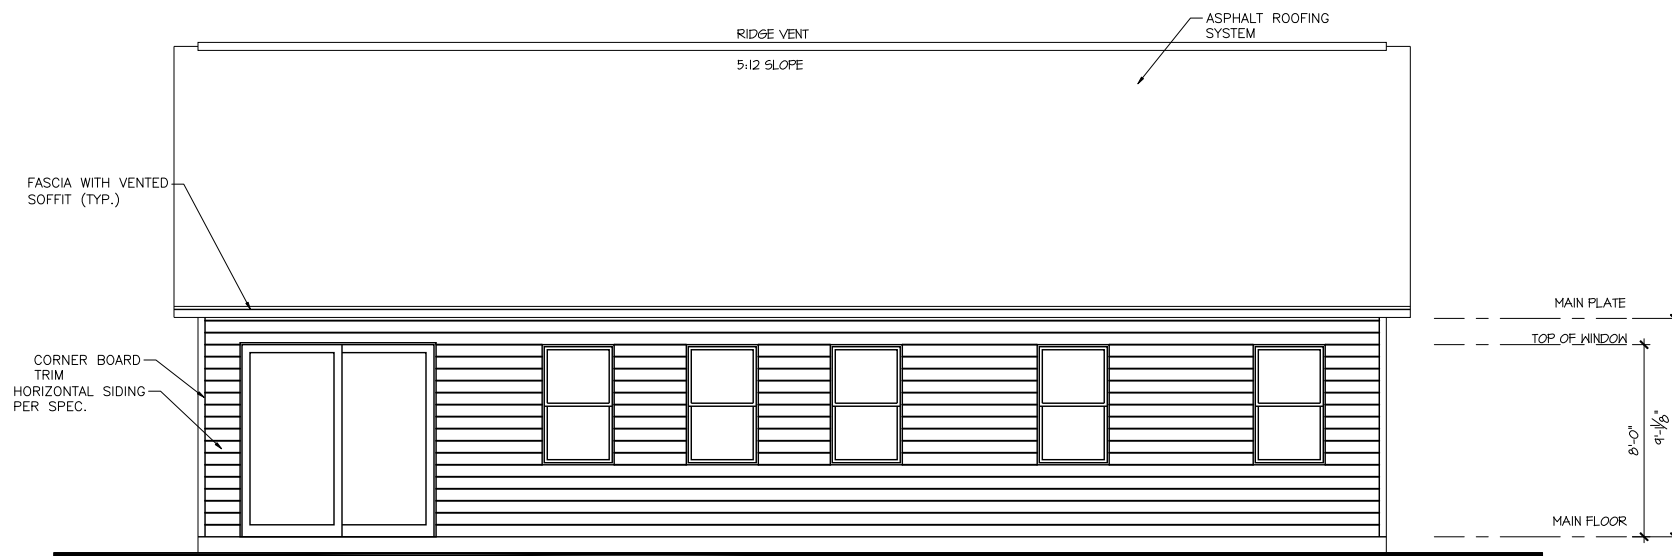 ASPHALT ROOFING
SYSTEM
RIDGE VENT
5:12 SLOPE
FASCIA WITH VENTED
SOFFIT (TYP.)
MAIN PLATE
TOP OF WINDOW
CORNER BOARD
TRIM
HORIZONTAL SIDING
PER SPEC.
8'-0"
9'-1⅛"
MAIN FLOOR